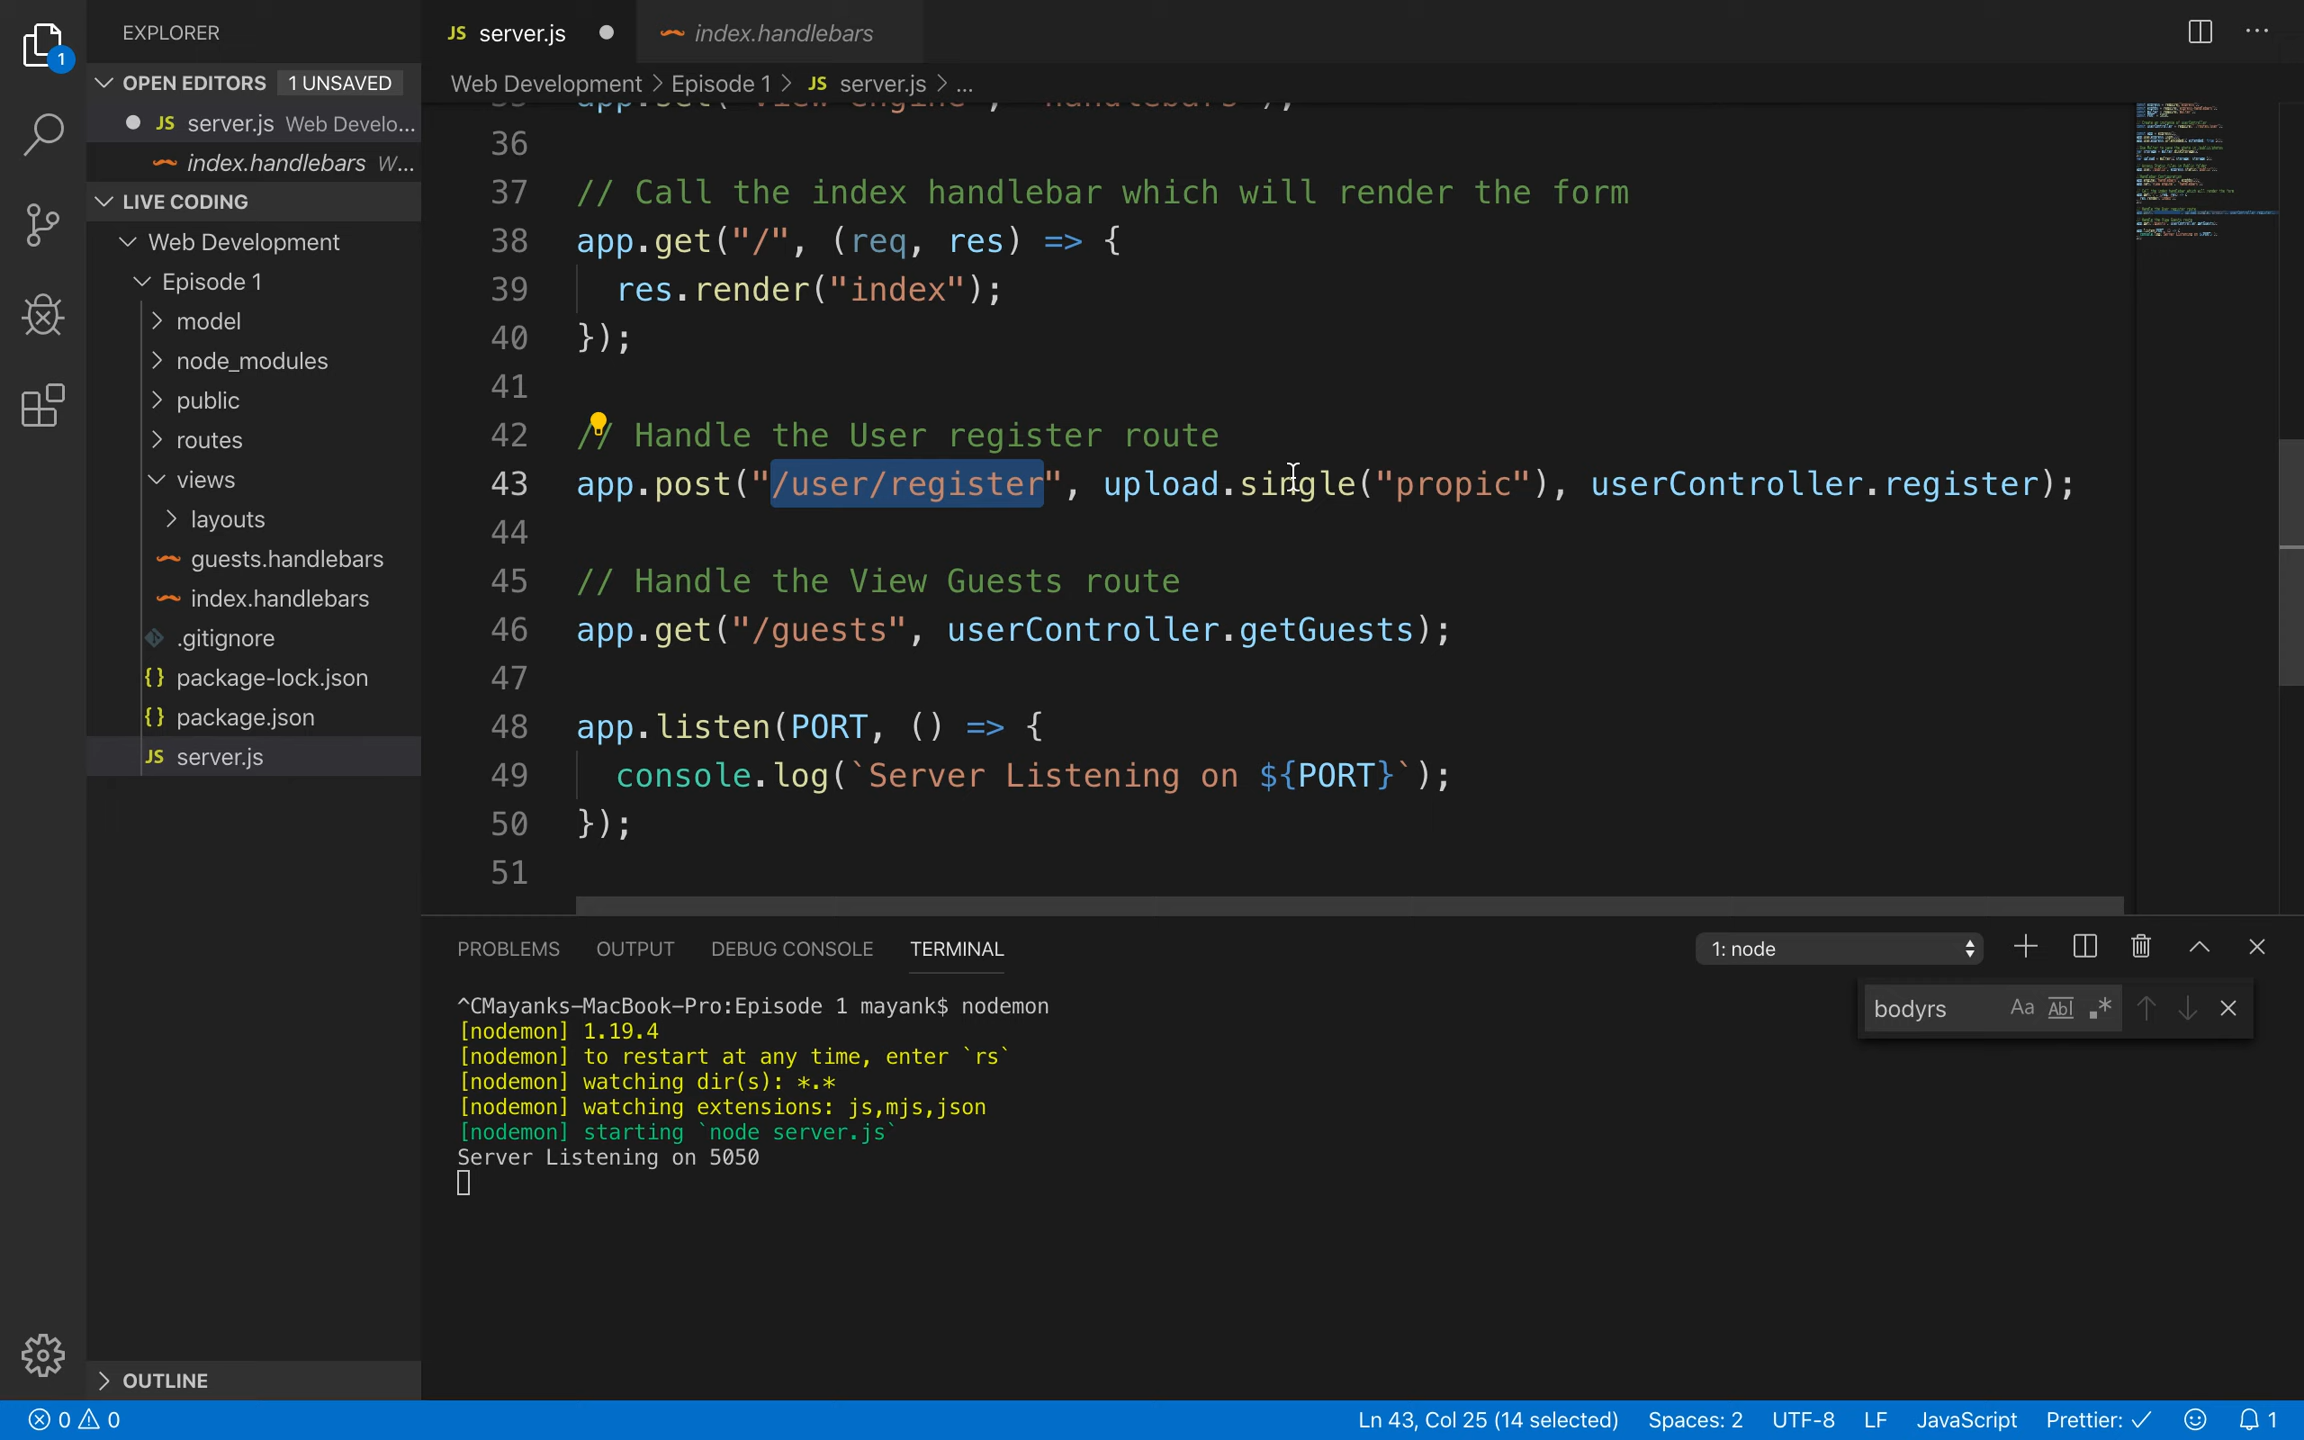 EXPLORER
OPEN EDITORS 1 UNSAVED
JS server.js Web Develo...
index.handlebars W...
LIVE CODING
Web Development
Episode 1
model
node_modules
public
routes
views
layouts
guests.handlebars
index.handlebars
.gitignore
{} package-lock.json
{} package.json
JS server.js
OUTLINE
1
JS server.js
index.handlebars
Web Development > Episode 1 > JS server.js > ...
35 app.set("view engine", "handlebars");
36
37 // Call the index handlebar which will render the form
38 app.get("/", (req, res) => {
39 res.render("index");
40 });
41
42 // Handle the User register route
43 app.post("/user/register", upload.single("propic"), userController.register);
44
45 // Handle the View Guests route
46 app.get("/guests", userController.getGuests);
47
48 app.listen(PORT, () => {
49 console.log(`Server Listening on ${PORT}`);
50 });
51
PROBLEMS OUTPUT DEBUG CONSOLE TERMINAL
1: node
bodyrs Aa Abl .*
^CMayanks-MacBook-Pro:Episode 1 mayank$ nodemon
[nodemon] 1.19.4
[nodemon] to restart at any time, enter `rs`
[nodemon] watching dir(s): *.*
[nodemon] watching extensions: js,mjs,json
[nodemon] starting `node server.js`
Server Listening on 5050
0 0
Ln 43, Col 25 (14 selected) Spaces: 2 UTF-8 LF JavaScript Prettier: ✓ 1